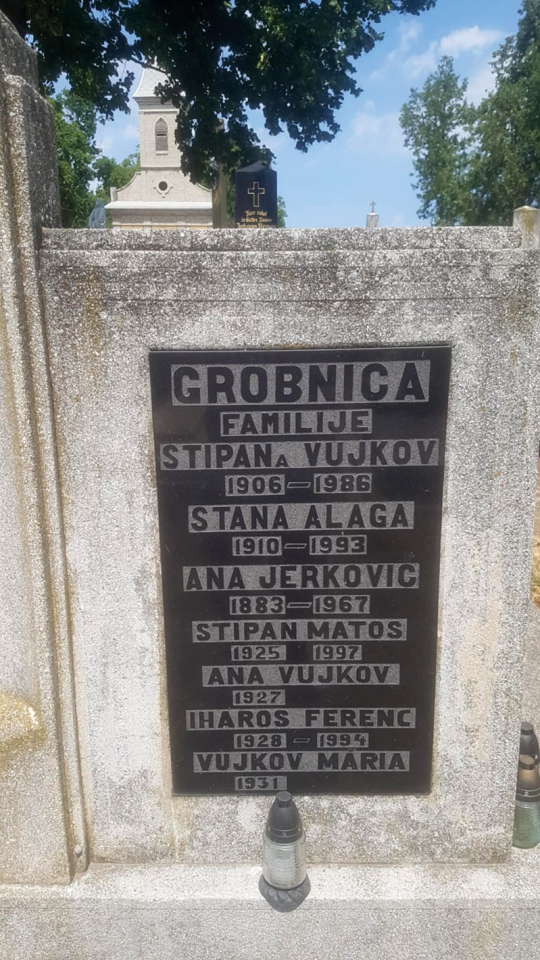 GROBNICA
FAMILIJE
STIPANA VUJKOV
1906—1986
STANA ALAGA
1910—1993
ANA JERKOVIC
1883—1967
STIPAN MATOS
1925 1997
ANA VUJKOV
1927
IHAROS FERENC
1928—1994
VUJKOV MARIA
1931